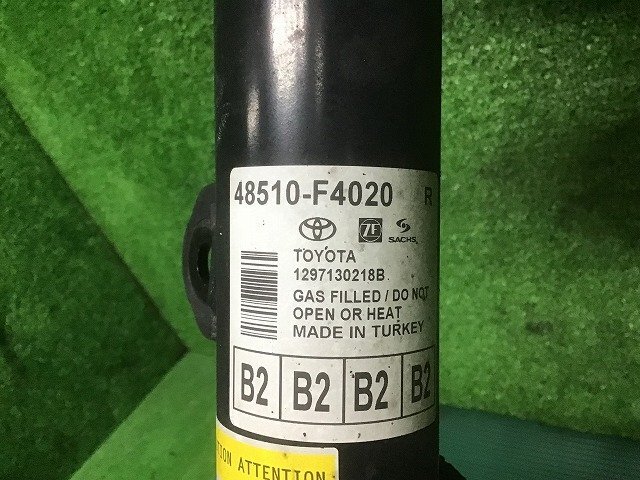 48510-F4020 R
ZF SACHS
TOYOTA
1297130218B
GAS FILLED / DO NOT
OPEN OR HEAT
MADE IN TURKEY
B2 B2 B2 B2
ATTENTION